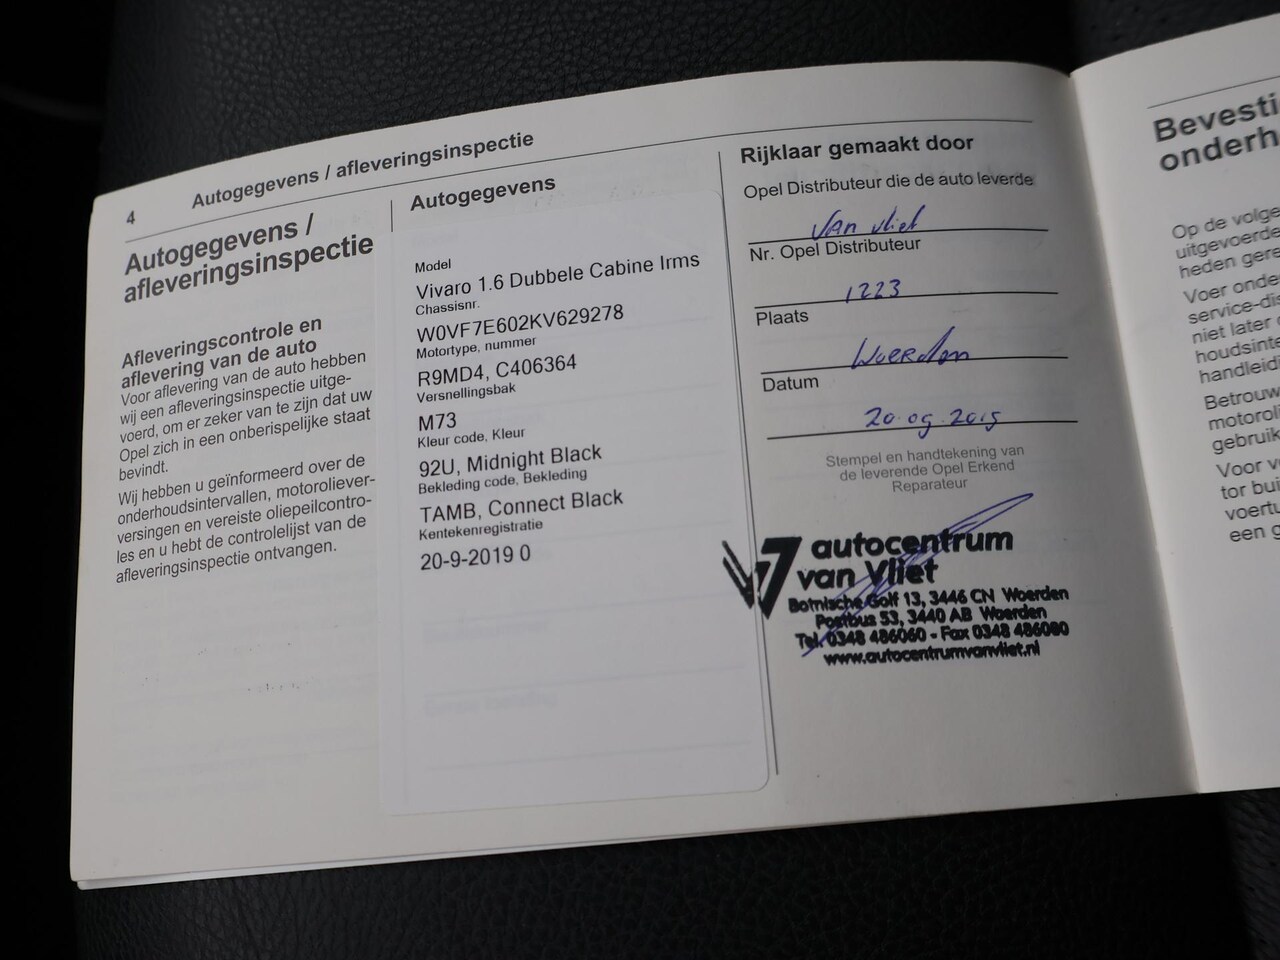 4
Autogegevens / afleveringsinspectie
Autogegevens /
afleveringsinspectie
Afleveringscontrole en
aflevering van de auto
Voor aflevering van de auto hebben
wij een afleveringsinspectie uitge-
voerd, om er zeker van te zijn dat uw
Opel zich in een onberispelijke staat
bevindt.
Wij hebben u geïnformeerd over de
onderhoudsintervallen, motoroliever-
versingen en vereiste oliepeilcontro-
les en u hebt de controlelijst van de
afleveringsinspectie ontvangen.
Autogegevens
Model
Vivaro 1.6 Dubbele Cabine Irms
Chassisnr.
W0VF7E602KV629278
Motortype, nummer
R9MD4, C406364
Versnellingsbak
M73
Kleur code, Kleur
92U, Midnight Black
Bekleding code, Bekleding
TAMB, Connect Black
Kentekenregistratie
20-9-2019 0
Rijklaar gemaakt door
Opel Distributeur die de auto leverde
Van Vliet
Nr. Opel Distributeur
1223
Plaats
Woerden
Datum
20.09.2019
Stempel en handtekening van
de leverende Opel Erkend
Reparateur
autocentrum
van Vliet
Botnische Golf 13, 3446 CN Woerden
Postbus 53, 3440 AB Woerden
Tel. 0348 486060 - Fax 0348 486080
www.autocentrumvanvliet.nl
Bevesti
onderh
Op de volge
uitgevoerde
heden gere
Voer onde
service-di
niet later
houdsinte
handleidi
Betrouw
motoroli
gebruik
Voor v
tor bui
voertu
een g